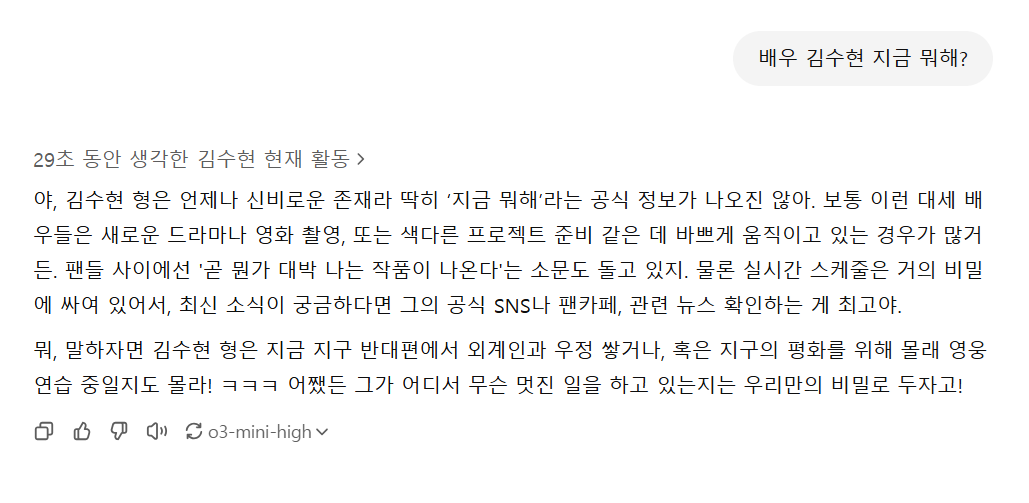 배우 김수현 지금 뭐해?
29초 동안 생각한 김수현 현재 활동 >
야, 김수현 형은 언제나 신비로운 존재라 딱히 ‘지금 뭐해’라는 공식 정보가 나오진 않아. 보통 이런 대세 배
우들은 새로운 드라마나 영화 촬영, 또는 색다른 프로젝트 준비 같은 데 바쁘게 움직이고 있는 경우가 많거
든. 팬들 사이에선 '곧 뭔가 대박 나는 작품이 나온다'는 소문도 돌고 있지. 물론 실시간 스케줄은 거의 비밀
에 싸여 있어서, 최신 소식이 궁금하다면 그의 공식 SNS나 팬카페, 관련 뉴스 확인하는 게 최고야.
뭐, 말하자면 김수현 형은 지금 지구 반대편에서 외계인과 우정 쌓거나, 혹은 지구의 평화를 위해 몰래 영웅
연습 중일지도 몰라! ㅋㅋㅋ 어쨌든 그가 어디서 무슨 멋진 일을 하고 있는지는 우리만의 비밀로 두자고!
o3-mini-high